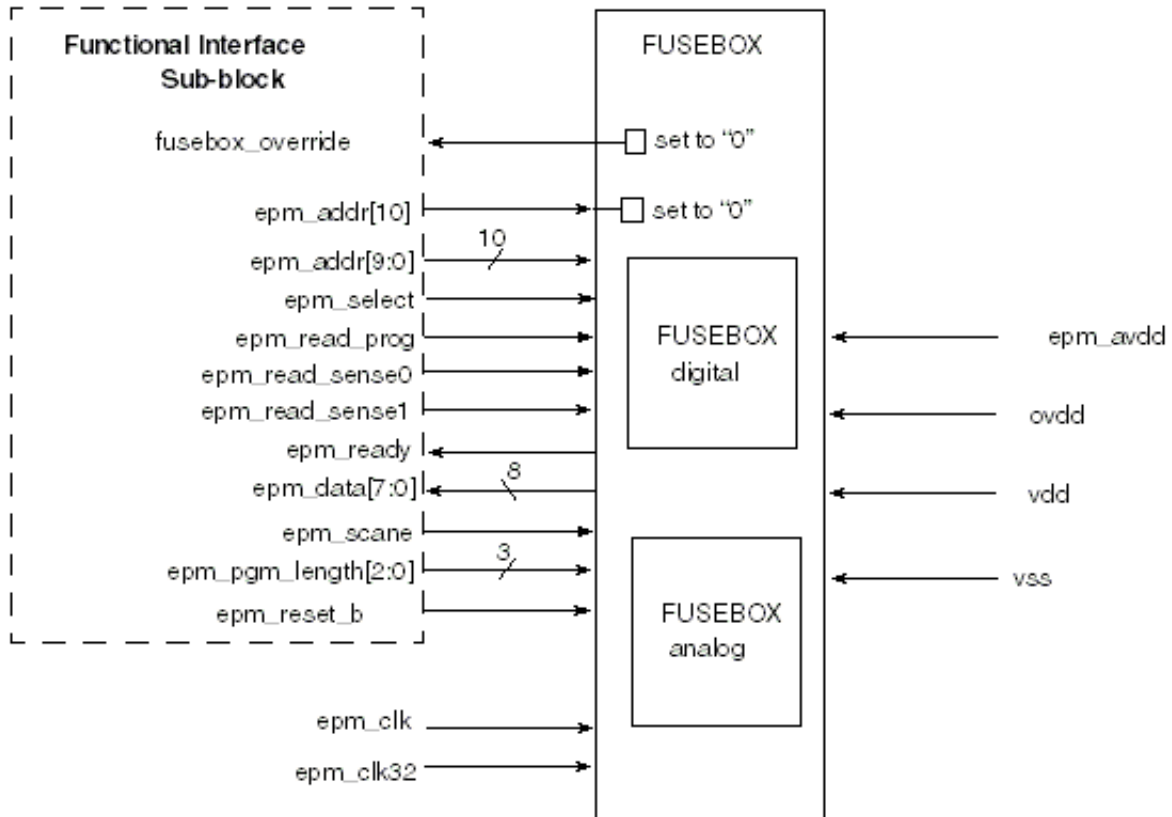 Functional Interface
Sub-block
FUSEBOX
fusebox_override
set to "0"
epm_addr[10]
set to "0"
epm_addr[9:0]
10
epm_select
epm_read_prog
epm_read_sense0
epm_read_sense1
epm_ready
epm_data[7:0]
8
epm_scane
epm_pgm_length[2:0]
3
epm_reset_b
epm_clk
epm_clk32
FUSEBOX
digital
FUSEBOX
analog
epm_avdd
ovdd
vdd
vss